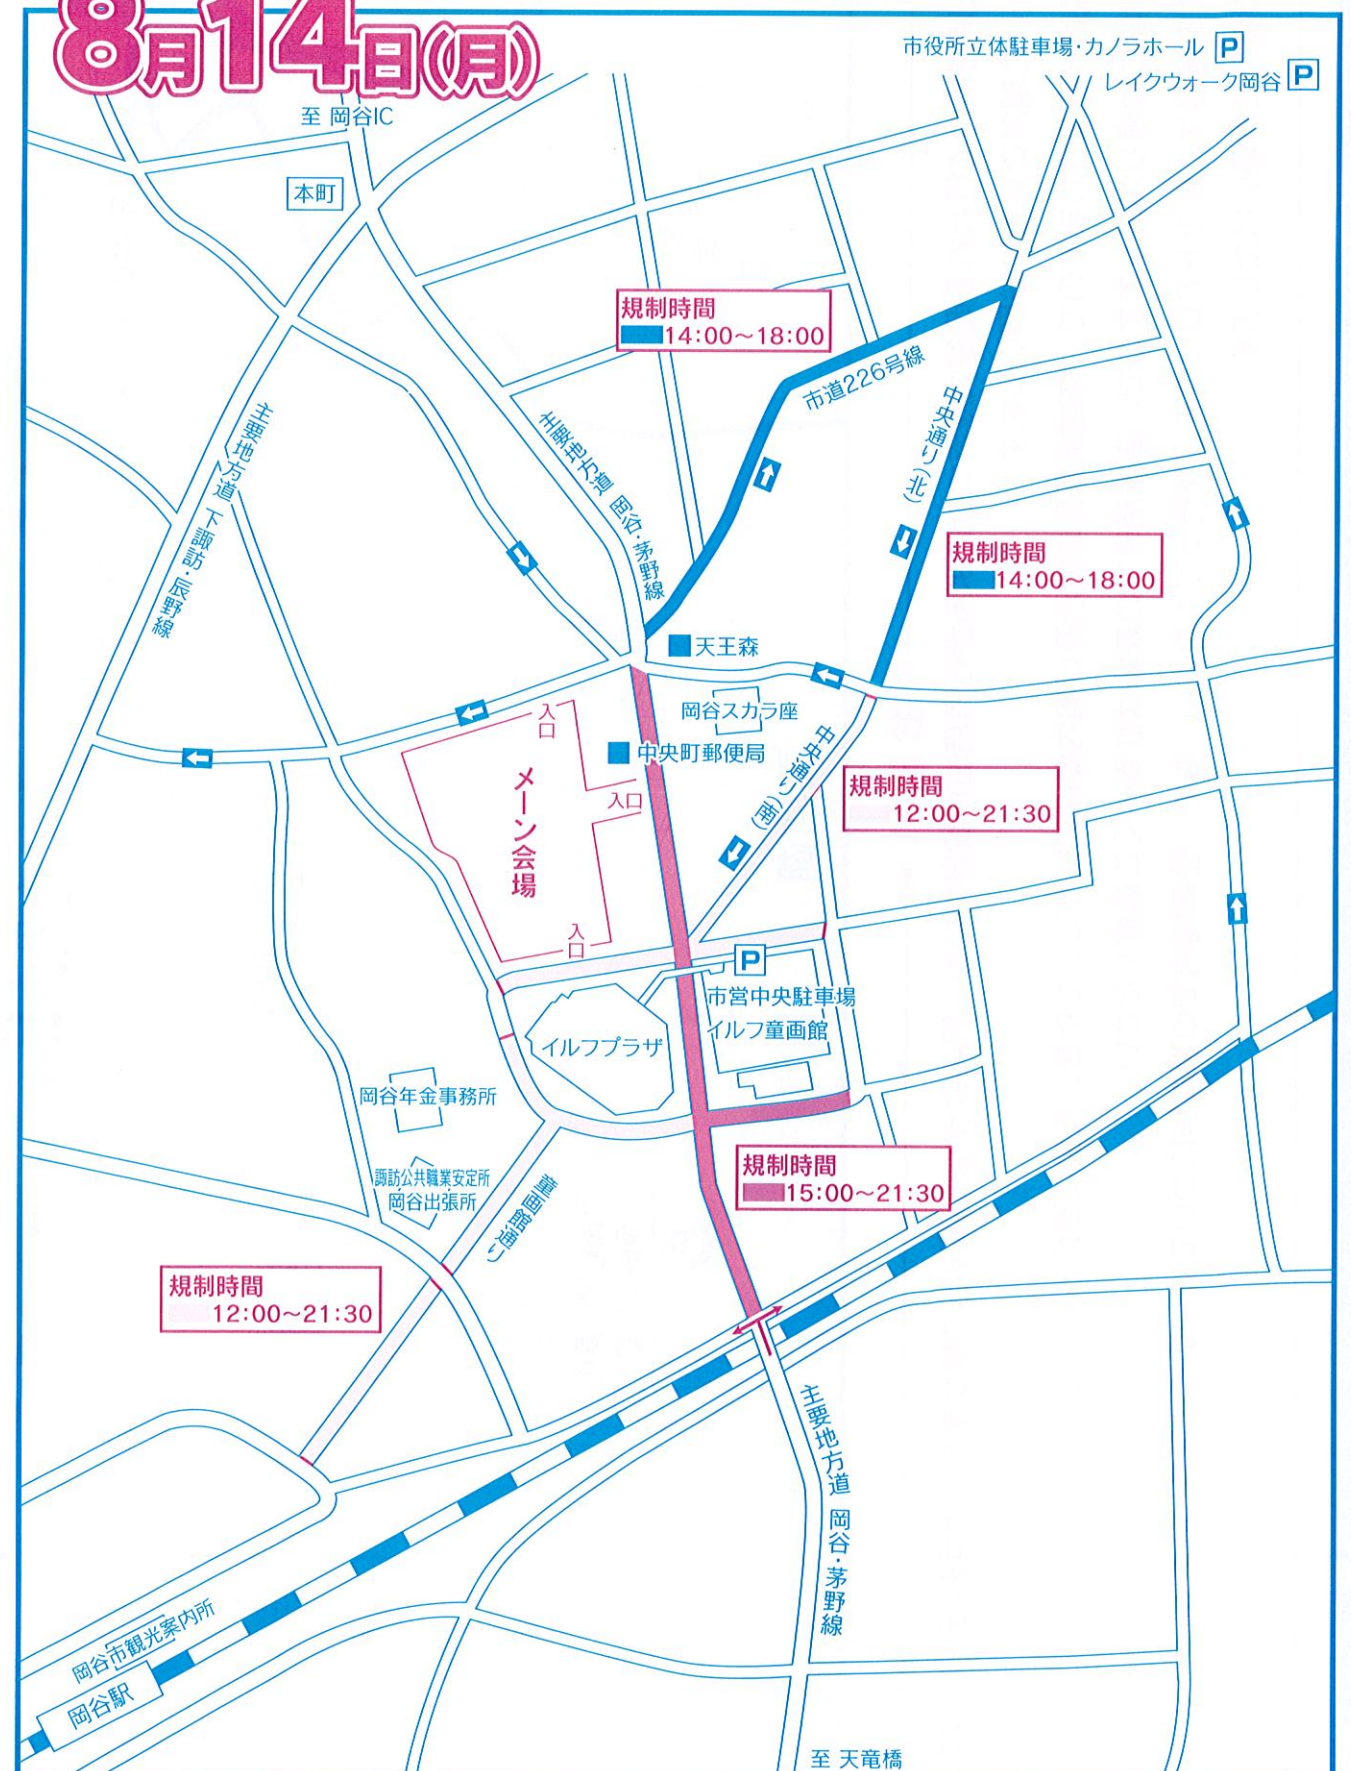 8月14日(月)
市役所立体駐車場・カノラホール P
レイクウォーク岡谷 P
至 岡谷IC
本町
規制時間
14:00〜18:00
市道226号線
中央通り(北)
主要地方道 岡谷・茅野線
主要地方道 下諏訪・辰野線
規制時間
14:00〜18:00
天王森
岡谷スカラ座
入口
中央町郵便局
中央通り(南)
メーン会場
入口
規制時間
12:00〜21:30
入口
P
市営中央駐車場
イルフ童画館
イルフプラザ
岡谷年金事務所
諏訪公共職業安定所
岡谷出張所
童画館通り
規制時間
15:00〜21:30
規制時間
12:00〜21:30
主要地方道 岡谷・茅野線
岡谷市観光案内所
岡谷駅
至 天竜橋